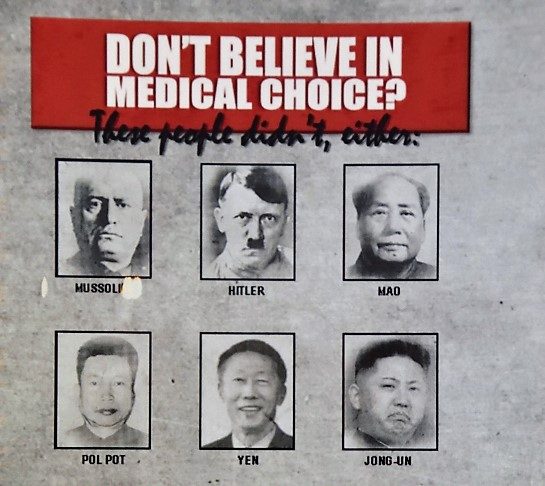 DON'T BELIEVE IN
MEDICAL CHOICE?
These people didn't, either:
MUSSOLI
HITLER
MAO
POL POT
YEN
JONG-UN